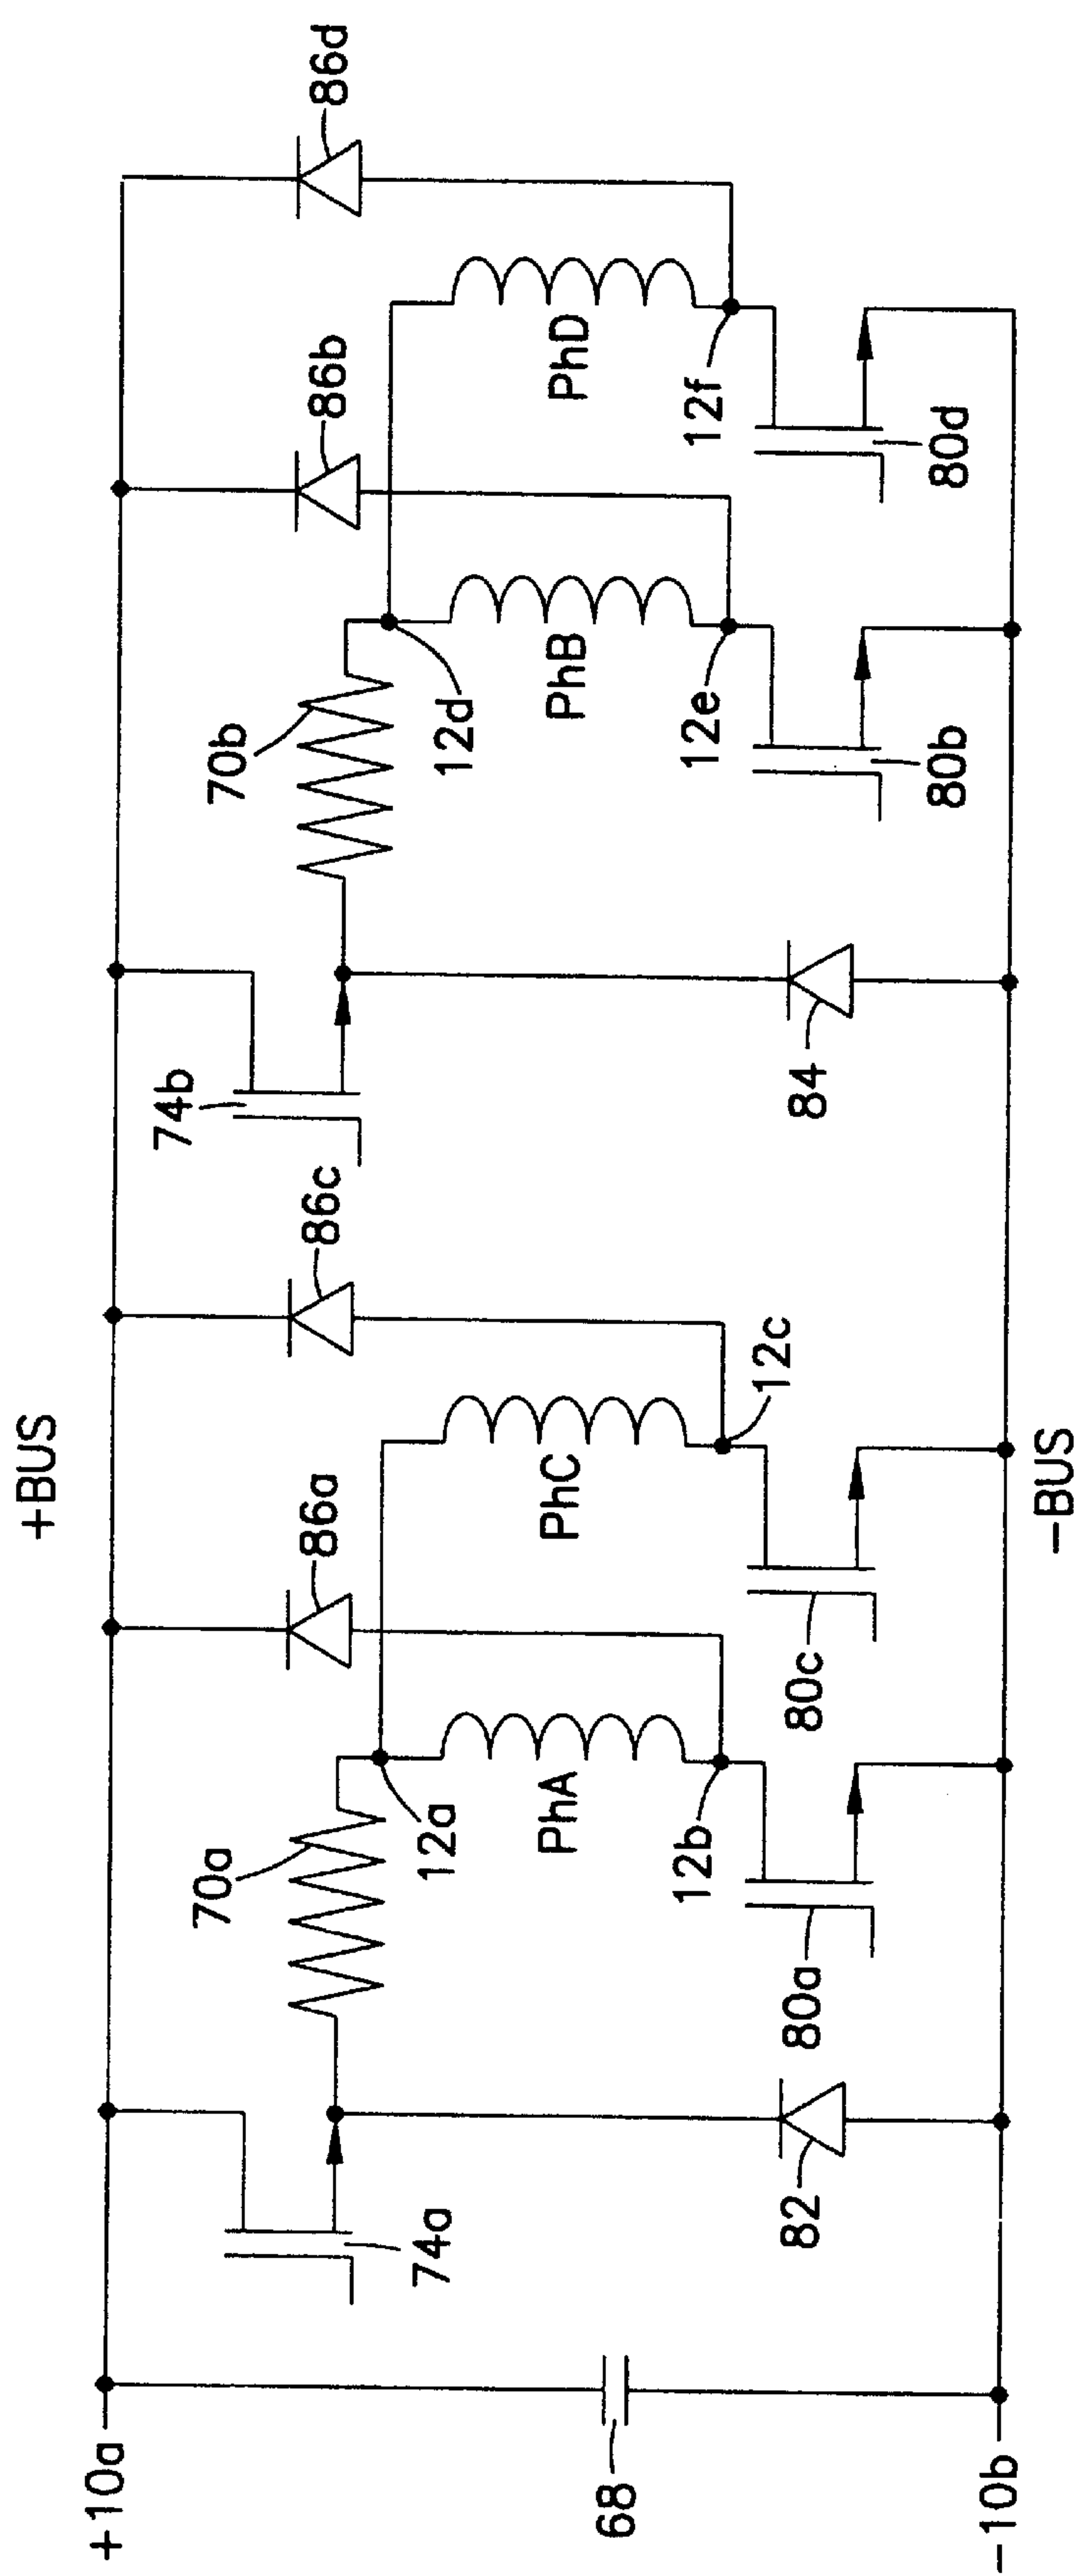 +BUS
+10a
74a
70a
86a
86c
74b
70b
86b
86d
12a
PhA
PhC
12d
PhB
PhD
68
82
80a
12b
80c
12c
84
80b
12e
80d
12f
−10b
−BUS